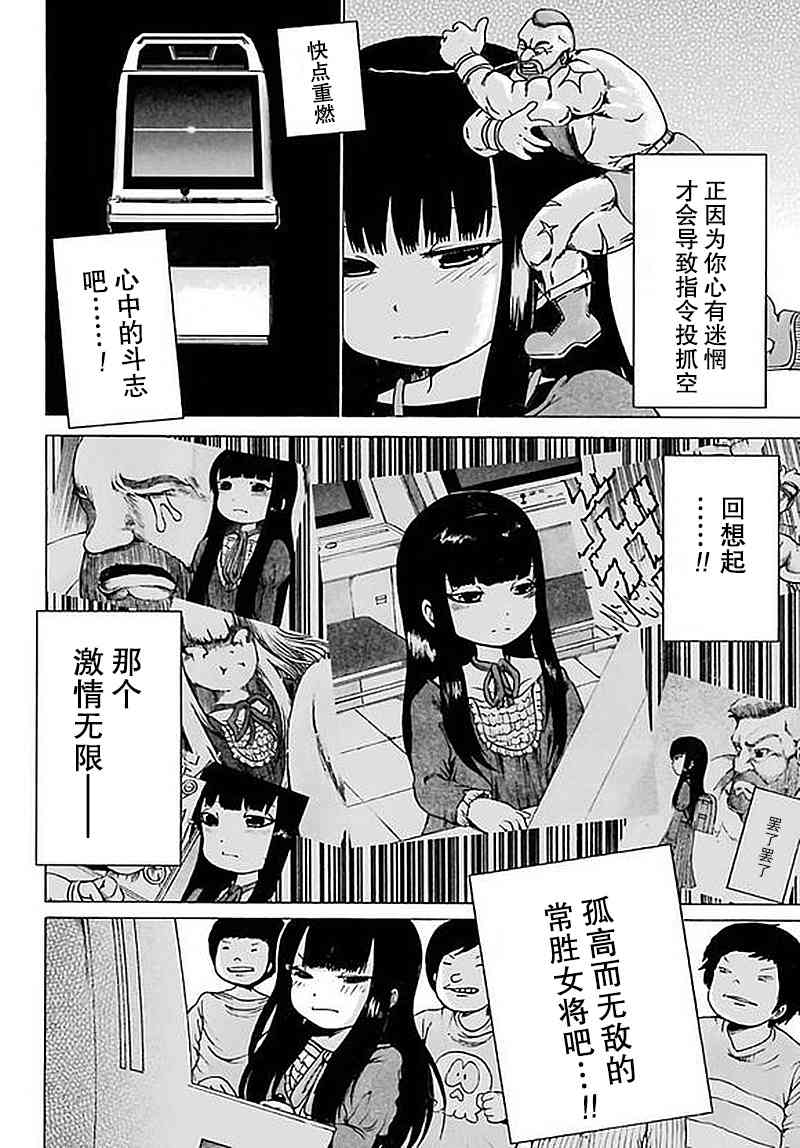 正因为你心有迷惘
才会导致指令投抓空
快点重燃
心中的斗志
吧……！
回想起
……!!
那个
激情无限
——
罢了罢了
孤高而无敌的
常胜女将吧……!!